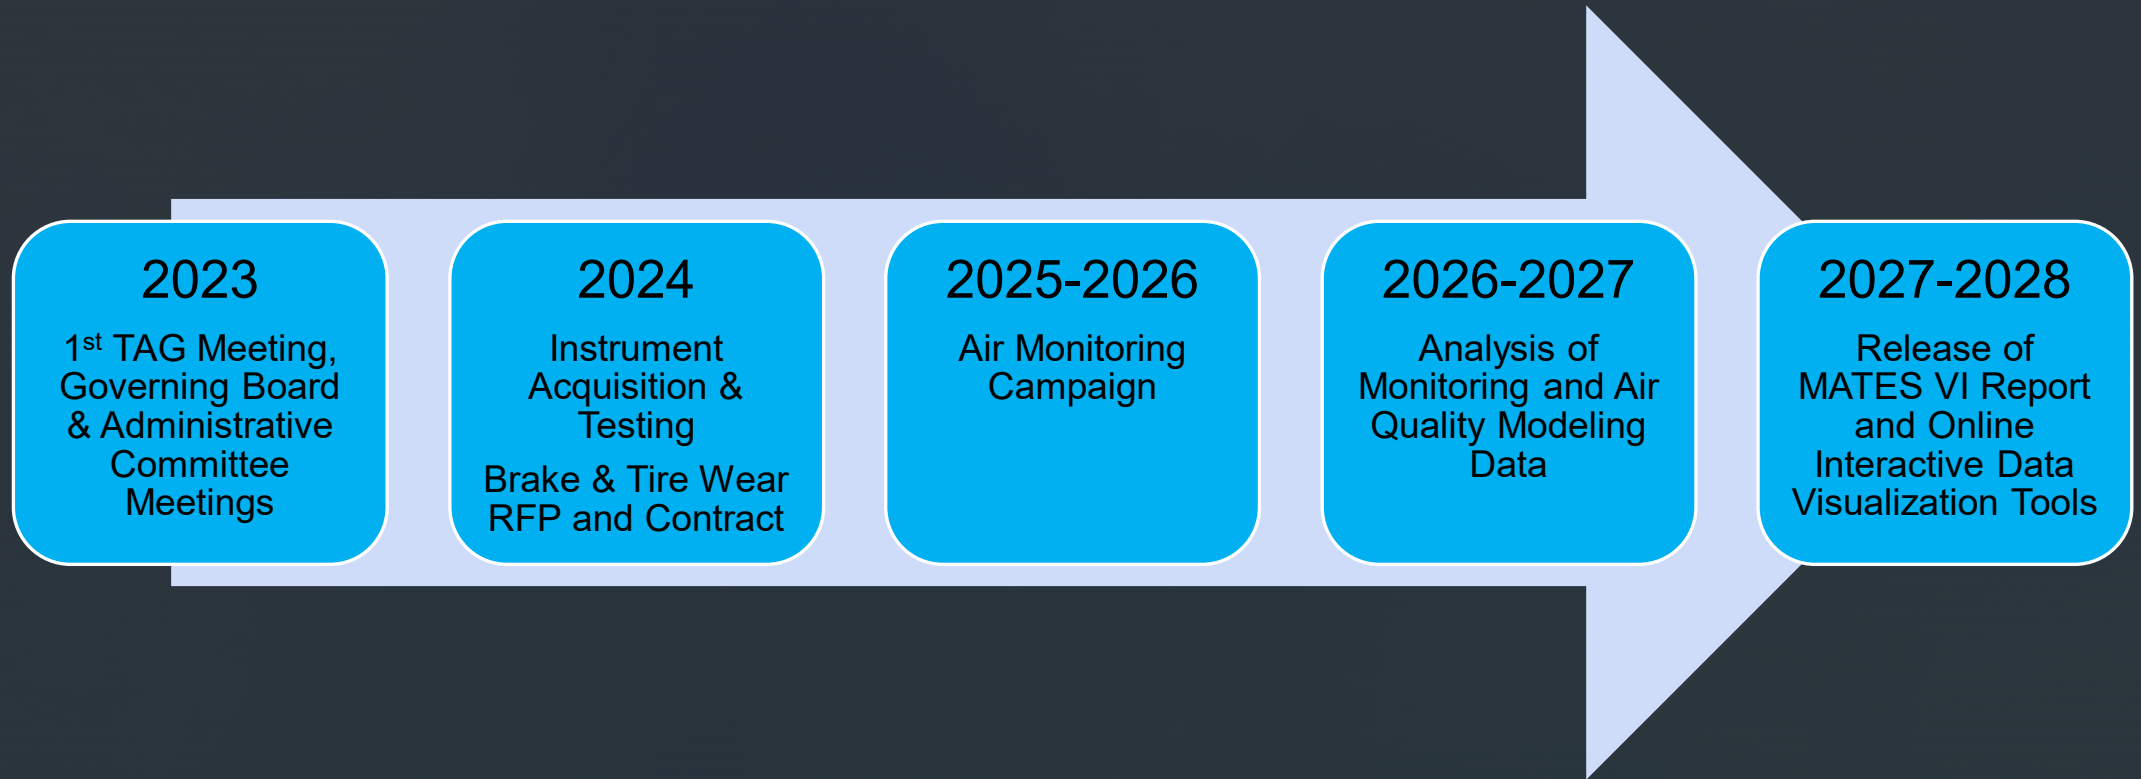 2023
1st TAG Meeting,
Governing Board
& Administrative
Committee
Meetings
2024
Instrument
Acquisition &
Testing
Brake & Tire Wear
RFP and Contract
2025-2026
Air Monitoring
Campaign
2026-2027
Analysis of
Monitoring and Air
Quality Modeling
Data
2027-2028
Release of
MATES VI Report
and Online
Interactive Data
Visualization Tools